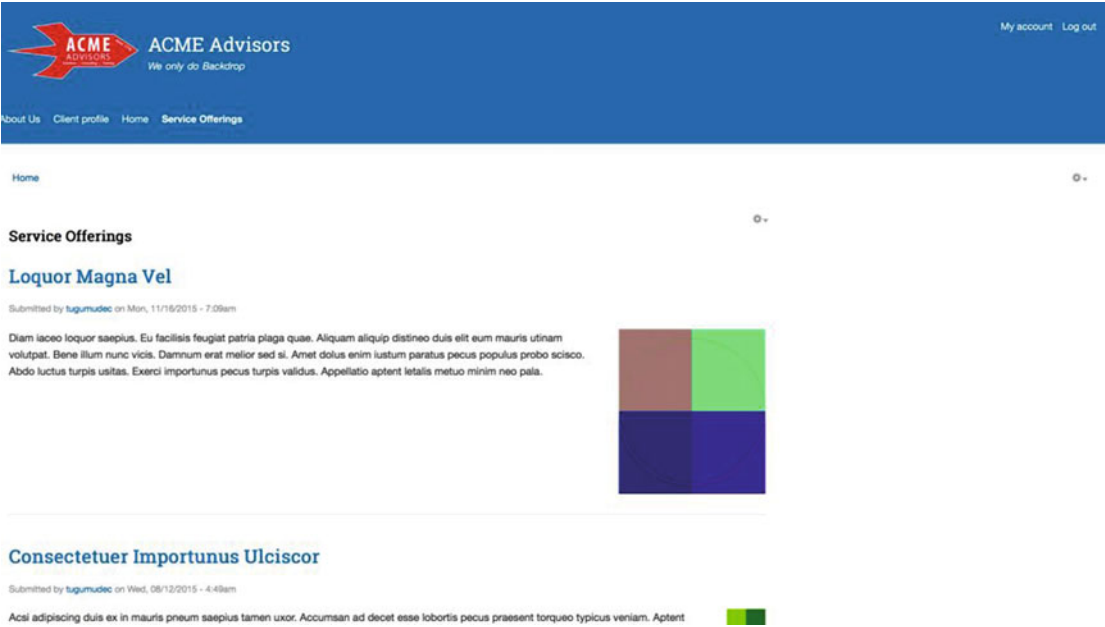 ACME
ADVISORS
ACME Advisors
We only do Backdrop
My account Log out
About Us Client profile Home Service Offerings
Home
Service Offerings
Loquor Magna Vel
Submitted by tugumudec on Mon, 11/16/2015 - 7:09am
Diam iaceo loquor saepius. Eu facilisis feugiat patria plaga quae. Aliquam aliquip distineo duis elit eum mauris utinam
volutpat. Bene illum nunc vicis. Damnum erat melior sed si. Amet dolus enim iustum paratus pecus populus probo scisco.
Abdo luctus turpis usitas. Exerci importunus pecus turpis validus. Appellatio aptent letalis metuo minim neo pala.
Consectetuer Importunus Ulciscor
Submitted by tugumudec on Wed, 08/12/2015 - 4:49am
Acsi adipiscing duis ex in mauris pneum saepius tamen uxor. Accumsan ad decet esse lobortis pecus praesent torqueo typicus veniam. Aptent